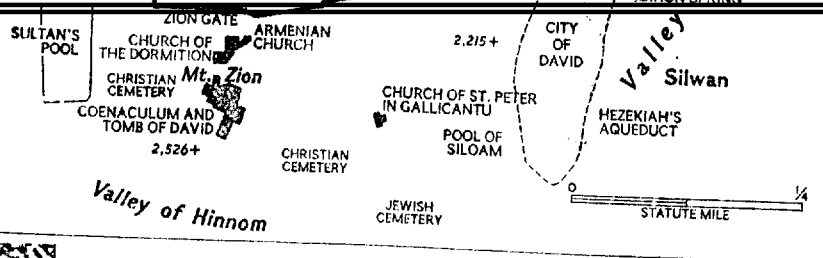 ZION GATE
SULTAN'S
POOL
ARMENIAN
CHURCH
CHURCH OF
THE DORMITION
2,215+
CITY
OF
DAVID
Valley
Silwan
CHRISTIAN
CEMETERY
Mt. Zion
CHURCH OF ST. PETER
IN GALLICANTU
COENACULUM AND
TOMB OF DAVID
HEZEKIAH'S
AQUEDUCT
POOL OF
SILOAM
2,526+
CHRISTIAN
CEMETERY
Valley of Hinnom
JEWISH
CEMETERY
0
1/4
STATUTE MILE